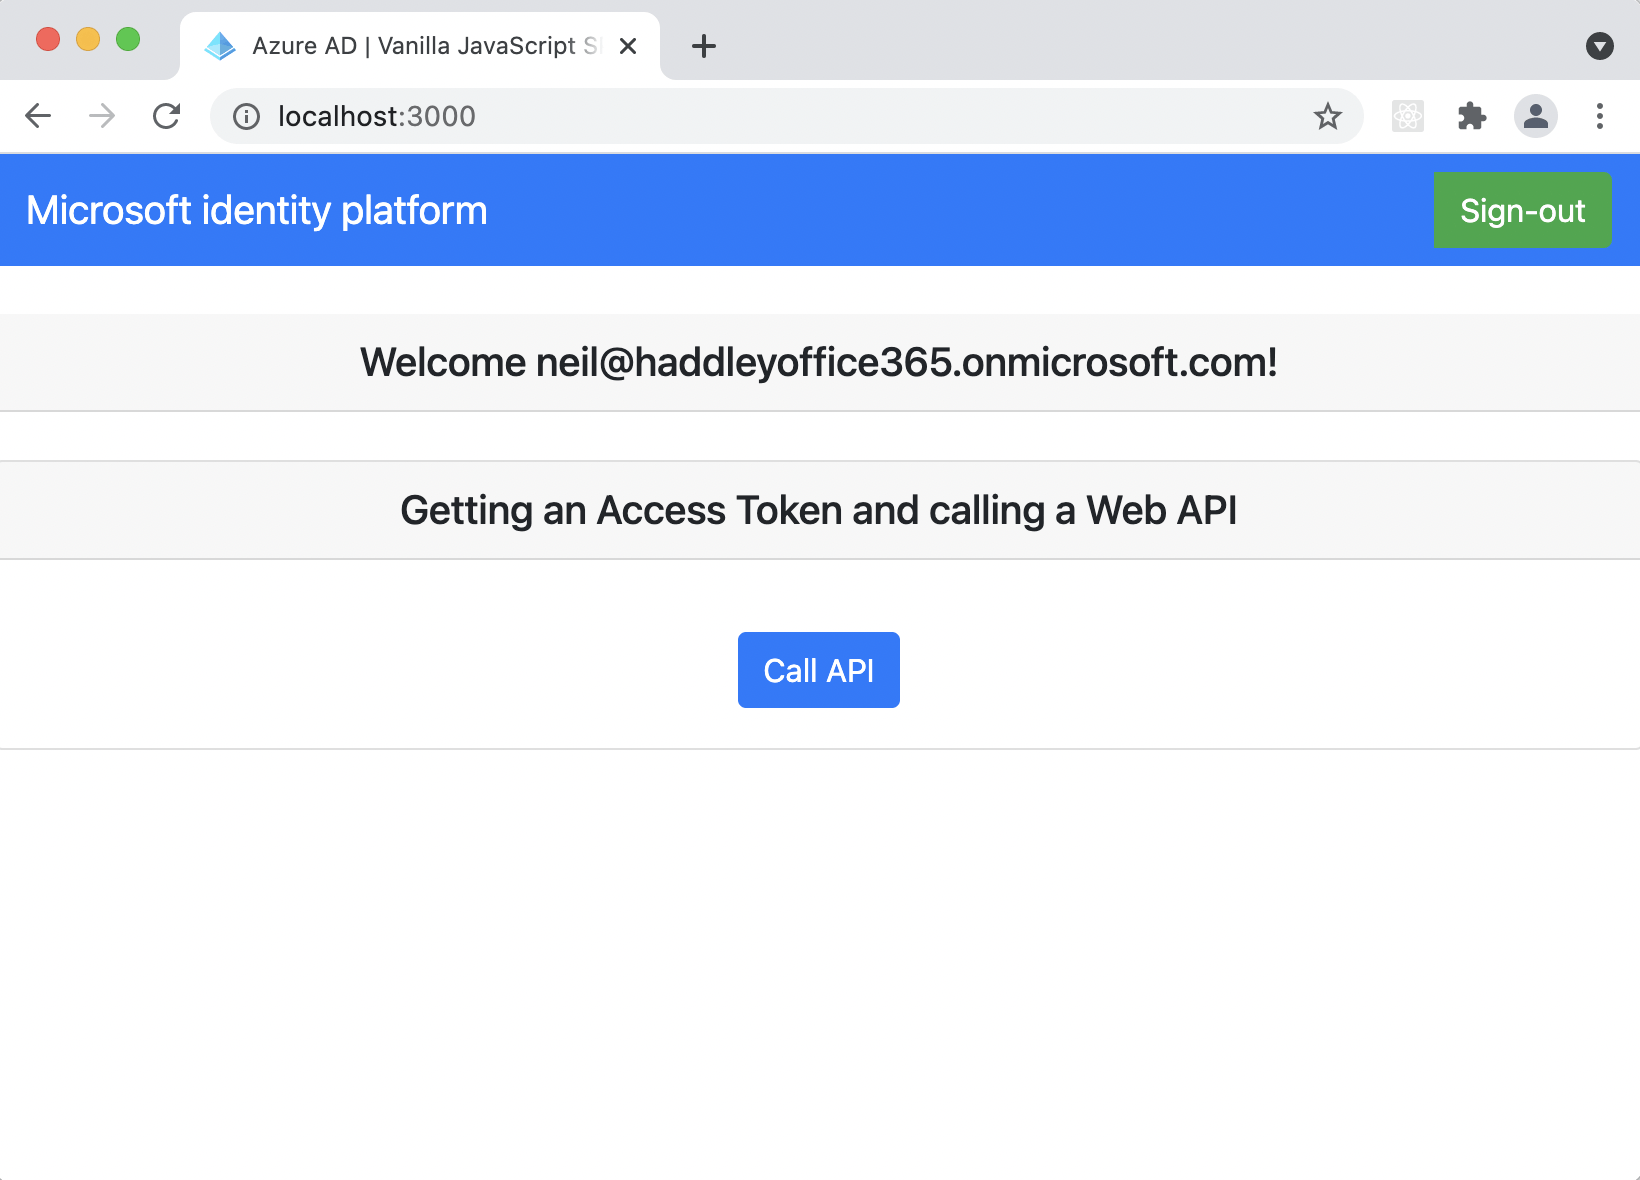 Azure AD | Vanilla JavaScript
localhost:3000
Microsoft identity platform
Sign-out
Welcome neil@haddleyoffice365.onmicrosoft.com!
Getting an Access Token and calling a Web API
Call API